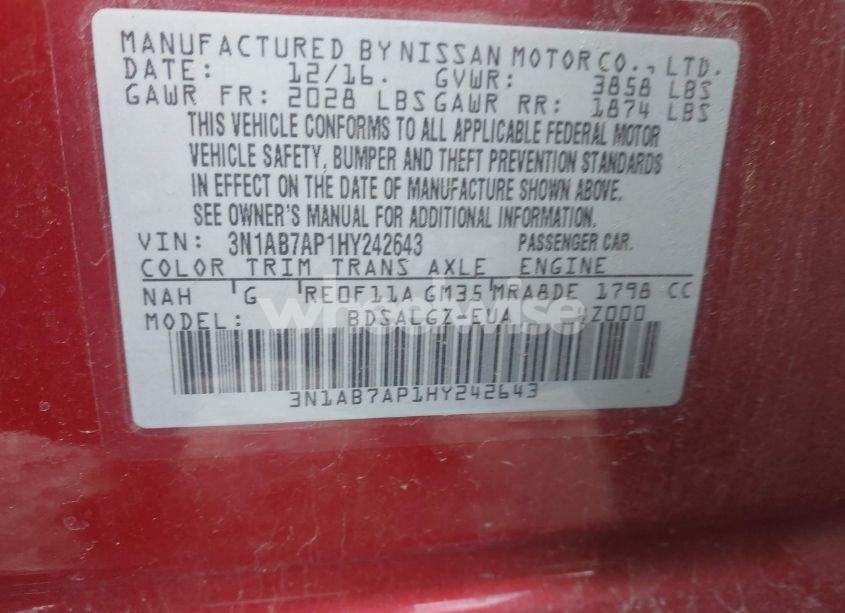 MANUFACTURED BY NISSAN MOTOR CO., LTD.
DATE: 12/16. GVWR: 3858 LBS
GAWR FR: 2028 LBS GAWR RR: 1874 LBS
THIS VEHICLE CONFORMS TO ALL APPLICABLE FEDERAL MOTOR
VEHICLE SAFETY, BUMPER AND THEFT PREVENTION STANDARDS
IN EFFECT ON THE DATE OF MANUFACTURE SHOWN ABOVE.
SEE OWNER'S MANUAL FOR ADDITIONAL INFORMATION.
VIN: 3N1AB7AP1HY242643 PASSENGER CAR.
COLOR TRIM TRANS AXLE ENGINE
NAH G RE0F11A GM35 MRA8DE 1798 CC
MODEL: BDSALGZ-EUA
3N1AB7AP1HY242643